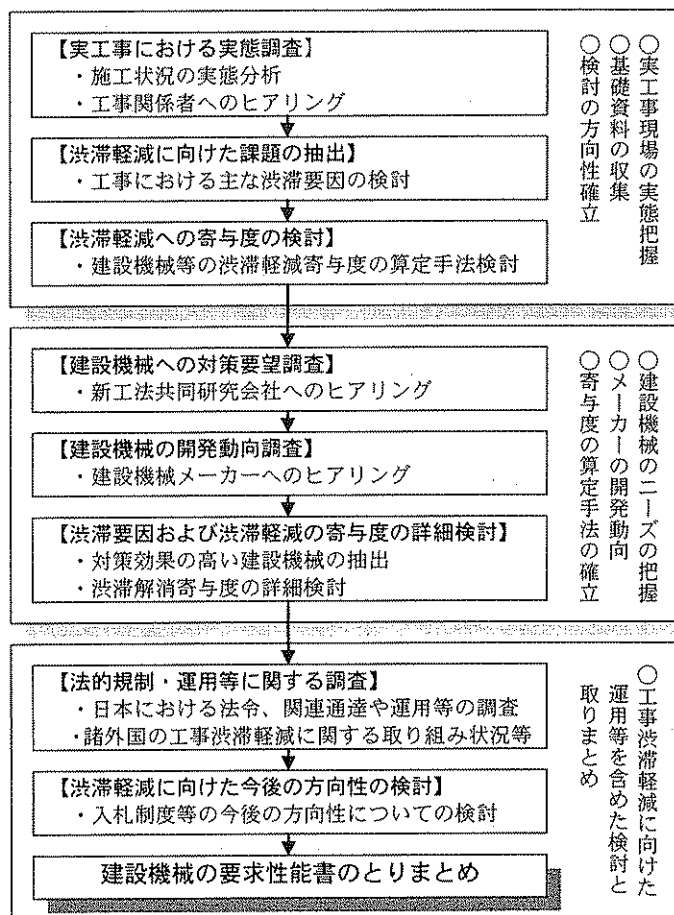 【実工事における実態調査】
・施工状況の実態分析
・工事関係者へのヒアリング
【渋滞軽減に向けた課題の抽出】
・工事における主な渋滞要因の検討
【渋滞軽減への寄与度の検討】
・建設機械等の渋滞軽減寄与度の算定手法検討
○実工事現場の実態把握
○基礎資料の収集
○検討の方向性確立
【建設機械への対策要望調査】
・新工法共同研究会社へのヒアリング
【建設機械の開発動向調査】
・建設機械メーカーへのヒアリング
【渋滞要因および渋滞軽減の寄与度の詳細検討】
・対策効果の高い建設機械の抽出
・渋滞解消寄与度の詳細検討
○建設機械のニーズの把握
○メーカーの開発動向
○寄与度の算定手法の確立
【法的規制・運用等に関する調査】
・日本における法令、関連通達や運用等の調査
・諸外国の工事渋滞軽減に関する取り組み状況等
【渋滞軽減に向けた今後の方向性の検討】
・入札制度等の今後の方向性についての検討
建設機械の要求性能書のとりまとめ
○工事渋滞軽減に向けた
運用等を含めた検討と
取りまとめ